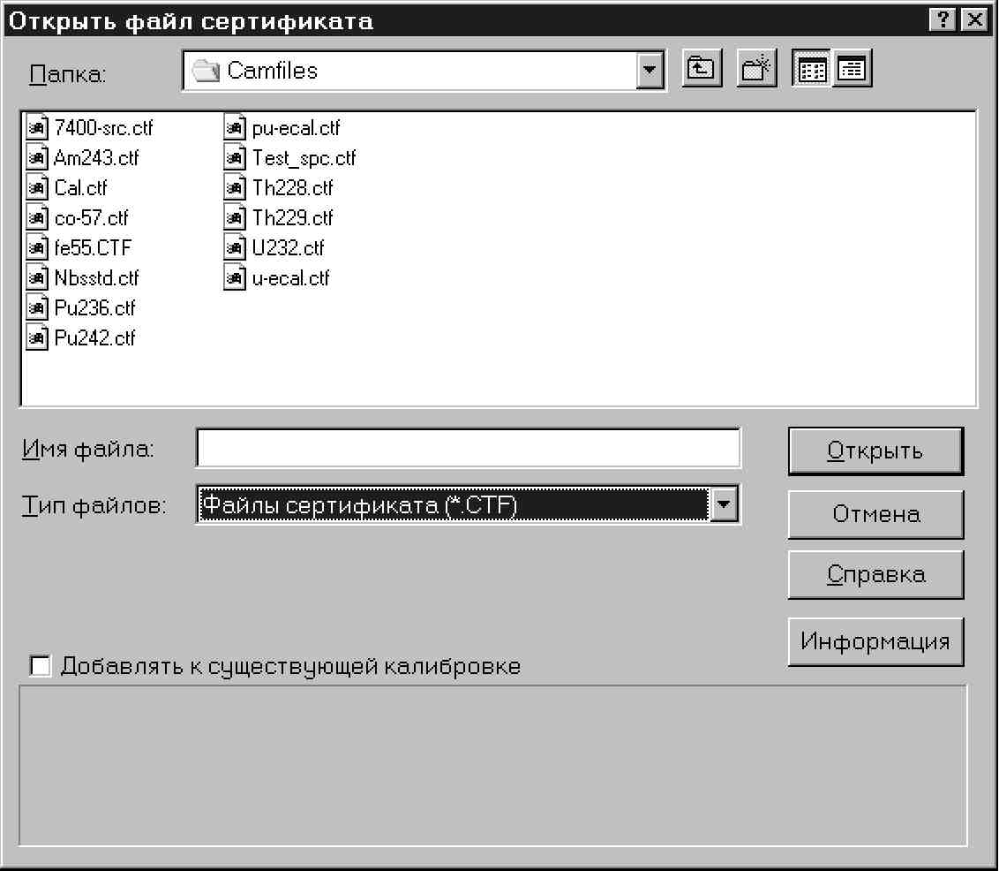 Открыть файл сертификата
Папка: Camfiles
7400-src.ctf
Am243.ctf
Cal.ctf
co-57.ctf
fe55.CTF
Nbsstd.ctf
Pu236.ctf
Pu242.ctf
pu-ecal.ctf
Test_spc.ctf
Th228.ctf
Th229.ctf
U232.ctf
u-ecal.ctf
Имя файла:
Открыть
Тип файлов: Файлы сертификата (*.CTF)
Отмена
Справка
Информация
Добавлять к существующей калибровке